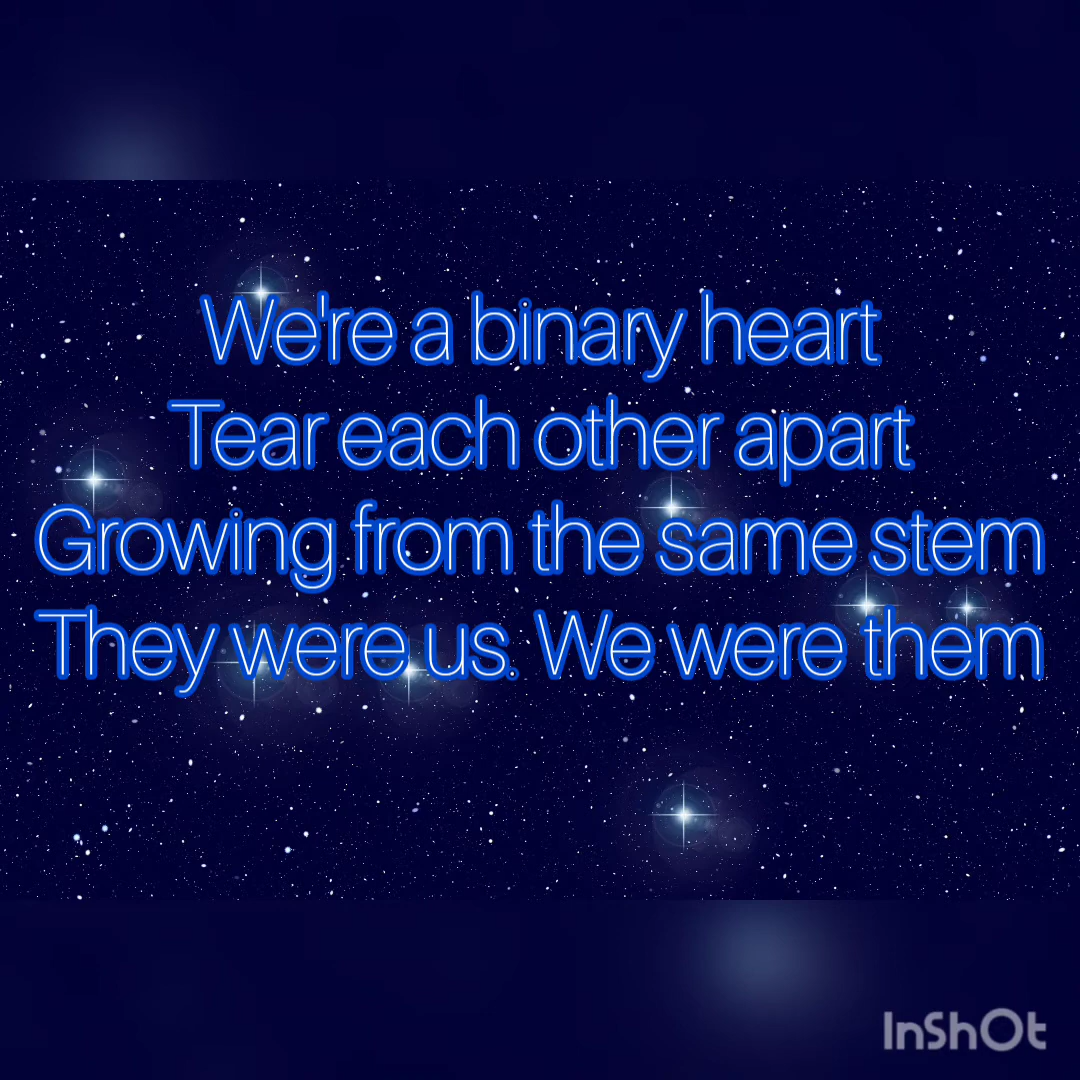 We're a binary heart
Tear each other apart
Growing from the same stem
They were us. We were them
InShOt